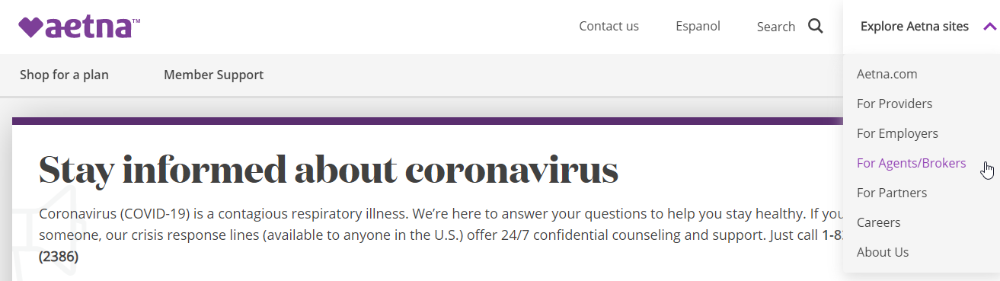 aetna™
Contact us
Espanol
Search
Explore Aetna sites
Shop for a plan
Member Support
Aetna.com
For Providers
For Employers
For Agents/Brokers
For Partners
Careers
About Us
Stay informed about coronavirus
Coronavirus (COVID-19) is a contagious respiratory illness. We’re here to answer your questions to help you stay healthy. If you
someone, our crisis response lines (available to anyone in the U.S.) offer 24/7 confidential counseling and support. Just call 1-8
(2386)